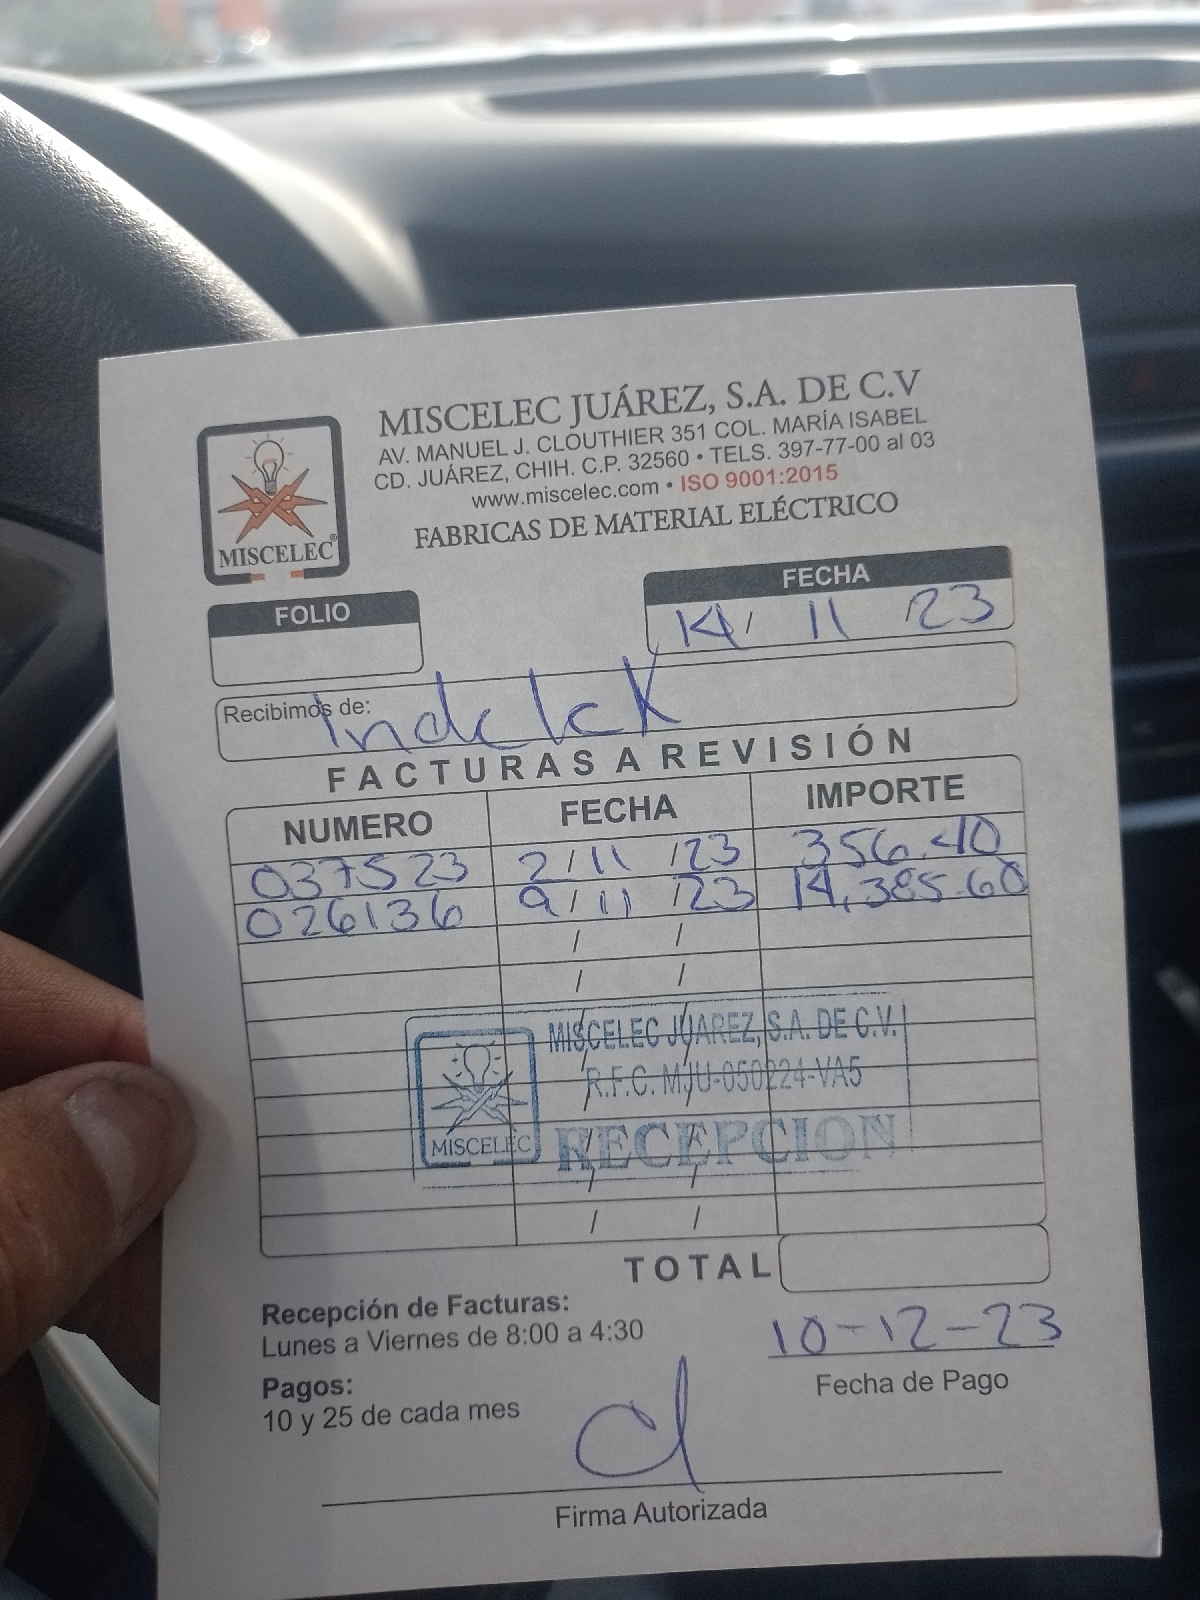 MISCELEC JUÁREZ, S.A. DE C.V
AV. MANUEL J. CLOUTHIER 351 COL. MARÍA ISABEL
CD. JUÁREZ, CHIH. C.P. 32560 • TELS. 397-77-00 al 03
www.miscelec.com • ISO 9001:2015
FABRICAS DE MATERIAL ELÉCTRICO
MISCELEC®
FOLIO
FECHA
14/ 11 23
Recibimos de: Indelek
FACTURAS A REVISIÓN
NUMERO FECHA IMPORTE
037523 2/11/23 356.40
026136 9/11/23 14,385.60
/ /
/ /
MISCELEC JUAREZ, S.A. DE C.V.
R.F.C. MJU-050224-VA5
MISCELEC RECEPCION
/ /
TOTAL
Recepción de Facturas:
Lunes a Viernes de 8:00 a 4:30
10-12-23
Fecha de Pago
Pagos:
10 y 25 de cada mes
Firma Autorizada